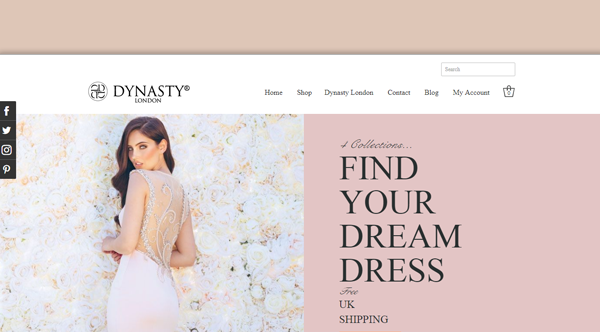 Search
DYNASTY®
LONDON
Home Shop Dynasty London Contact Blog My Account
4 Collections...
FIND
YOUR
DREAM
DRESS
Free
UK
SHIPPING